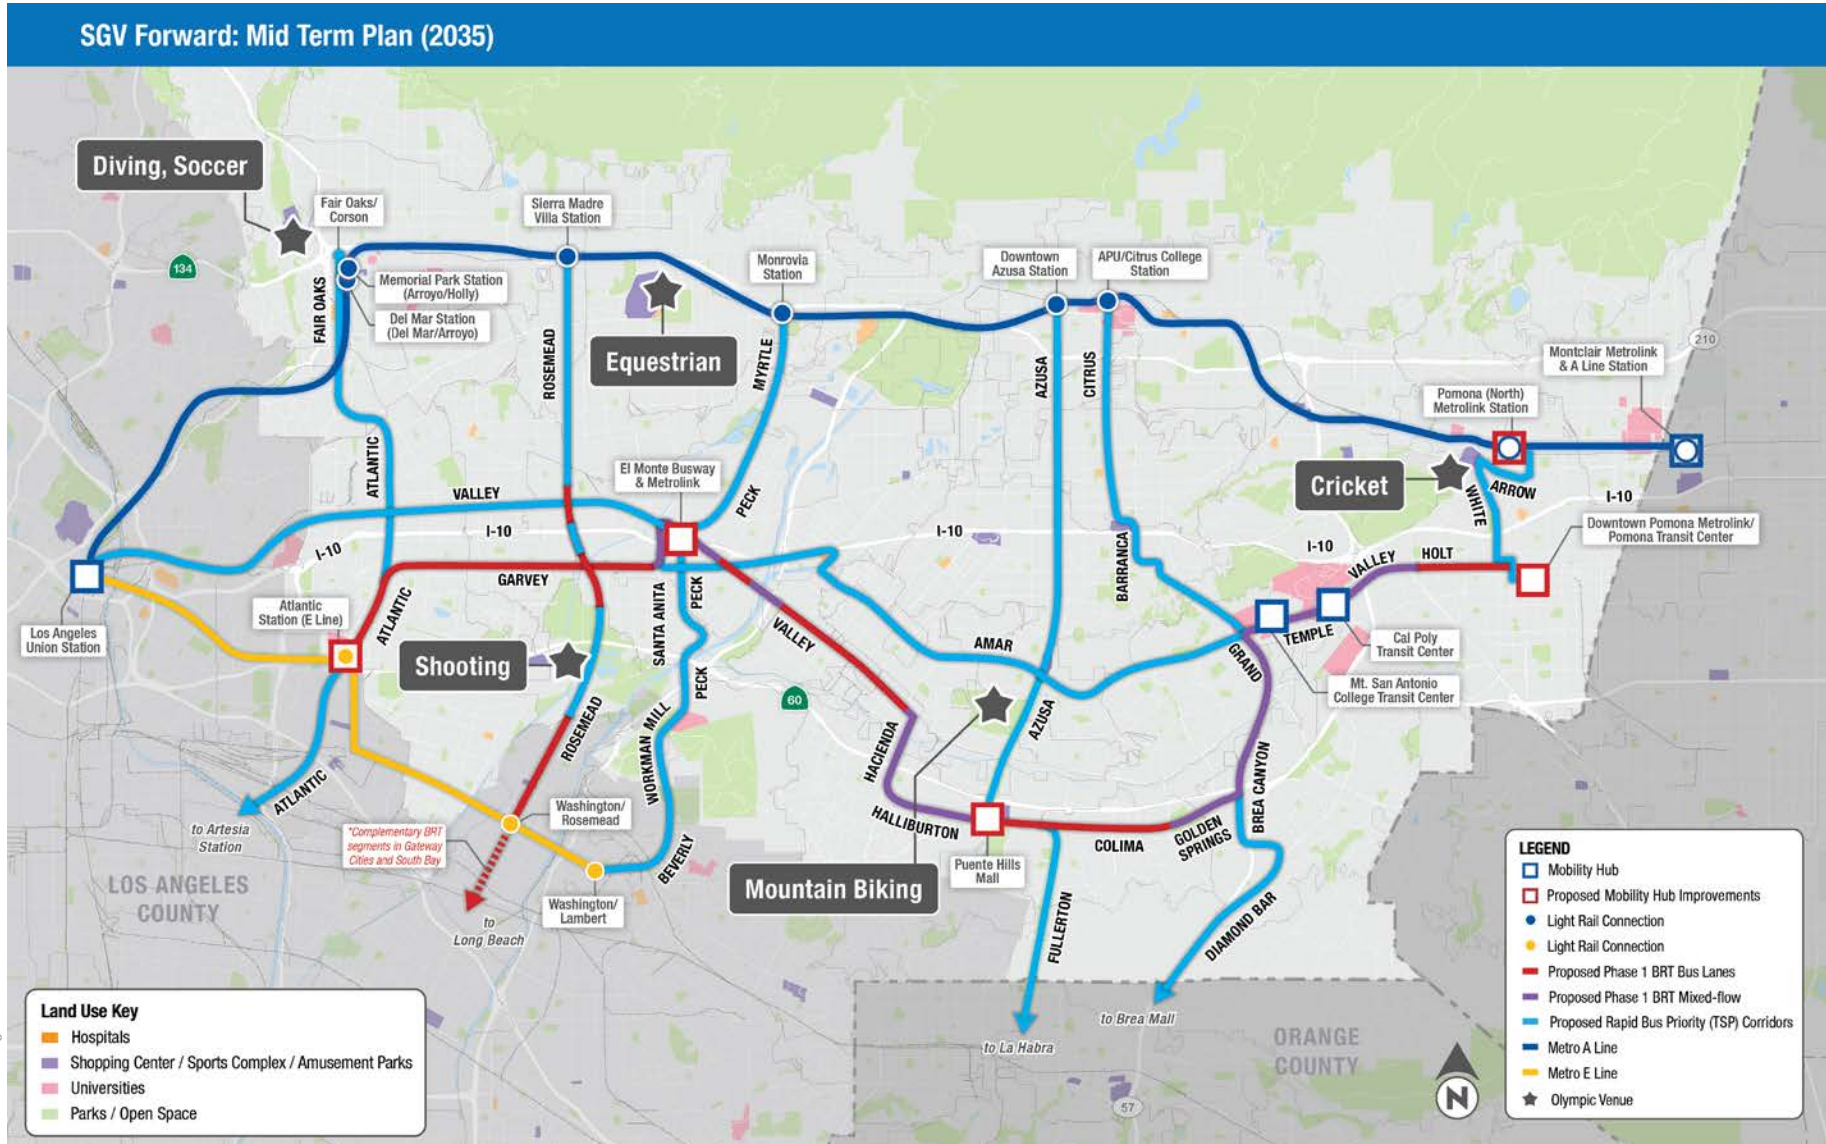 SGV Forward: Mid Term Plan (2035)
Diving, Soccer
Fair Oaks/
Corson
Sierra Madre
Villa Station
134
Memorial Park Station
(Arroyo/Holly)
Del Mar Station
(Del Mar/Arroyo)
FAIR OAKS
ROSEMEAD
Equestrian
Monrovia
Station
MYRTLE
Downtown
Azusa Station
APU/Citrus College
Station
AZUSA
CITRUS
210
Montclair Metrolink
& A Line Station
Pomona (North)
Metrolink Station
Cricket
ARROW
WHITE
I-10
Downtown Pomona Metrolink/
Pomona Transit Center
ATLANTIC
VALLEY
El Monte Busway
& Metrolink
PECK
I-10
I-10
I-10
I-10
VALLEY
HOLT
GARVEY
Los Angeles
Union Station
Atlantic
Station (E Line)
ATLANTIC
SANTA ANITA
PECK
VALLEY
BARRANCA
AMAR
TEMPLE
GRAND
Cal Poly
Transit Center
Mt. San Antonio
College Transit Center
Shooting
ROSEMEAD
PECK
60
WORKMAN MILL
HACIENDA
AZUSA
BREA CANYON
ATLANTIC
to Artesia
Station
*Complementary BRT
segments in Gateway
Cities and South Bay
Washington/
Rosemead
HALLIBURTON
COLIMA
GOLDEN
SPRINGS
BEVERLY
Mountain Biking
Puente Hills
Mall
Washington/
Lambert
to
Long Beach
LOS ANGELES
COUNTY
FULLERTON
DIAMOND BAR
to La Habra
to Brea Mall
ORANGE
COUNTY
57
N
Land Use Key
Hospitals
Shopping Center / Sports Complex / Amusement Parks
Universities
Parks / Open Space
LEGEND
Mobility Hub
Proposed Mobility Hub Improvements
Light Rail Connection
Light Rail Connection
Proposed Phase 1 BRT Bus Lanes
Proposed Phase 1 BRT Mixed-flow
Proposed Rapid Bus Priority (TSP) Corridors
Metro A Line
Metro E Line
Olympic Venue